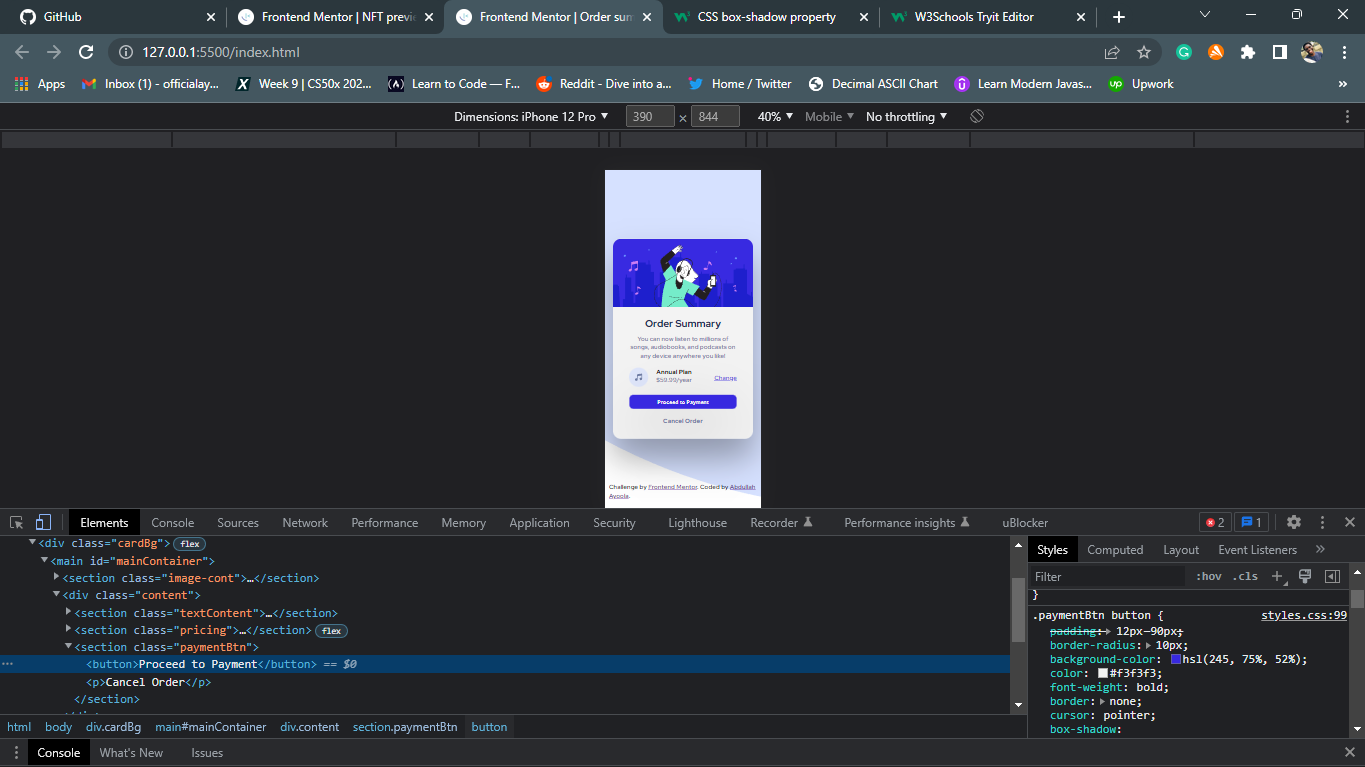 GitHub
Frontend Mentor | NFT previ
Frontend Mentor | Order sum
CSS box-shadow property
W3Schools Tryit Editor
127.0.0.1:5500/index.html
Apps
Inbox (1) - officialay...
Week 9 | CS50x 202...
Learn to Code — F...
Reddit - Dive into a...
Home / Twitter
Decimal ASCII Chart
Learn Modern Javas...
Upwork
»
Dimensions: iPhone 12 Pro
390 × 844
40%
Mobile
No throttling
Order Summary
You can now listen to millions of
songs, audiobooks, and podcasts on
any device anywhere you like!
Annual Plan
$59.99/year
Change
Proceed to Payment
Cancel Order
Challenge by Frontend Mentor. Coded by Abdullah
Ayoola.
Elements
Console
Sources
Network
Performance
Memory
Application
Security
Lighthouse
Recorder
Performance insights
uBlocker
2
1
<div class="cardBg"> flex
<main id="mainContainer">
<section class="image-cont">…</section>
<div class="content">
<section class="textContent">…</section>
<section class="pricing">…</section> flex
<section class="paymentBtn">
<button>Proceed to Payment</button> == $0
<p>Cancel Order</p>
</section>
html body div.cardBg main#mainContainer div.content section.paymentBtn button
Styles
Computed
Layout
Event Listeners
»
Filter
:hov .cls
}
.paymentBtn button {
styles.css:99
padding: 12px 90px;
border-radius: 10px;
background-color: hsl(245, 75%, 52%);
color: #f3f3f3;
font-weight: bold;
border: none;
cursor: pointer;
box-shadow:
Console
What's New
Issues